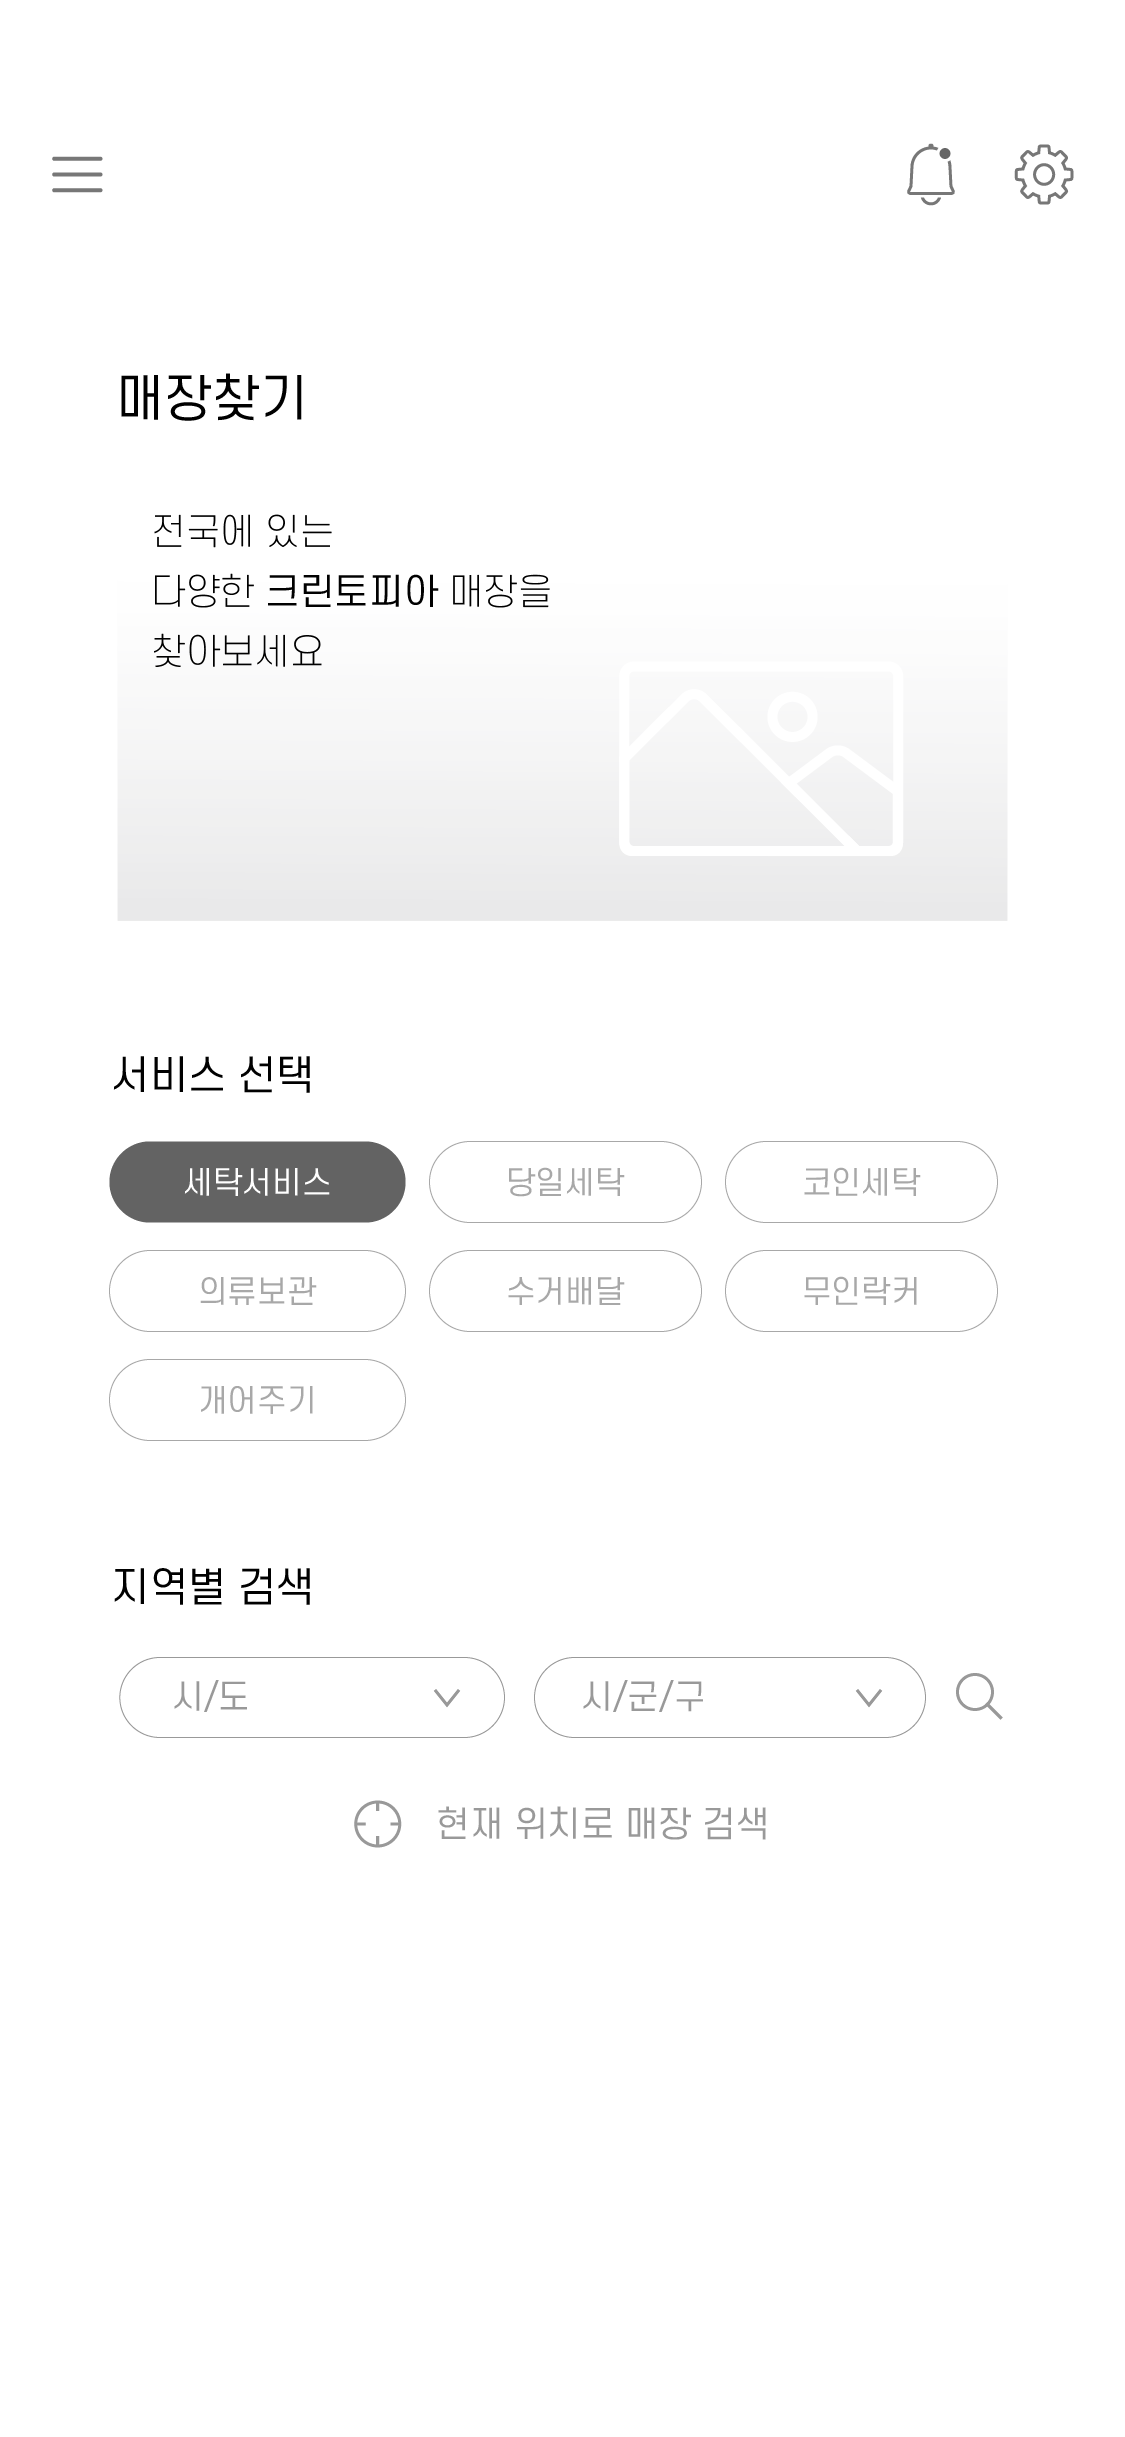 매장찾기
전국에 있는
다양한 크린토피아 매장을
찾아보세요
서비스 선택
세탁서비스 당일세탁 코인세탁
의류보관 수거배달 무인락커
개어주기
지역별 검색
시/도 시/군/구
현재 위치로 매장 검색